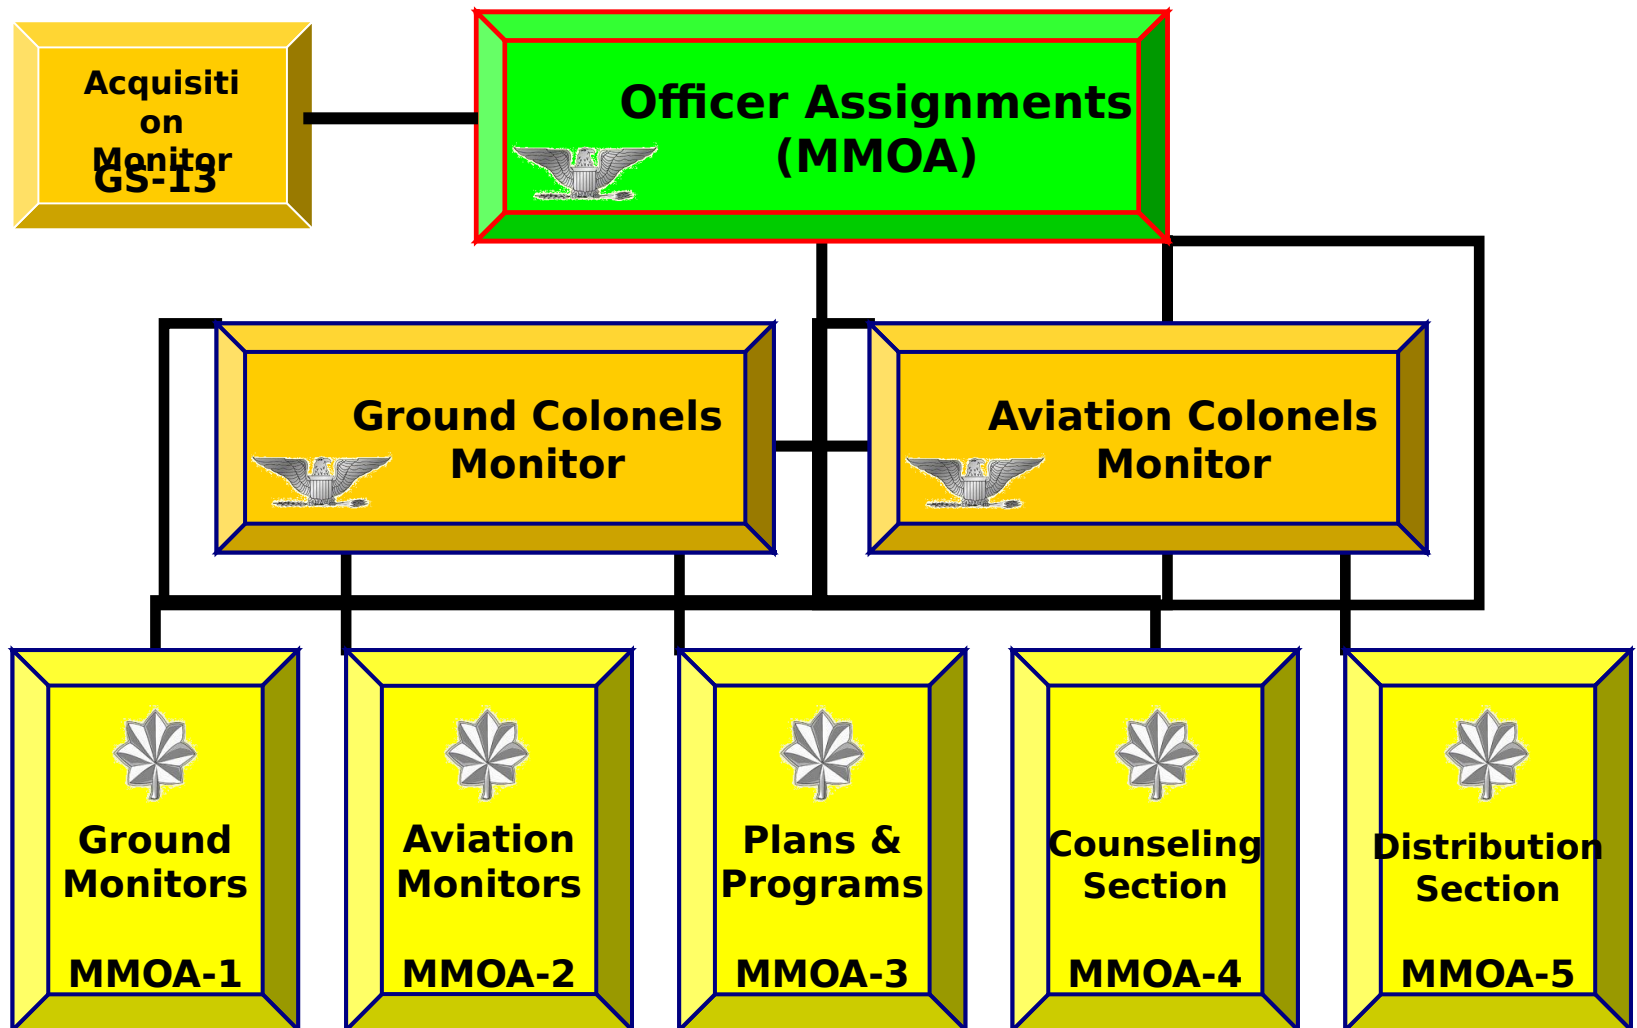 Acquisiti
on
Monitor
GS-13
Officer Assignments
(MMOA)
Ground Colonels
Monitor
Aviation Colonels
Monitor
Ground
Monitors
MMOA-1
Aviation
Monitors
MMOA-2
Plans &
Programs
MMOA-3
Counseling
Section
MMOA-4
Distribution
Section
MMOA-5